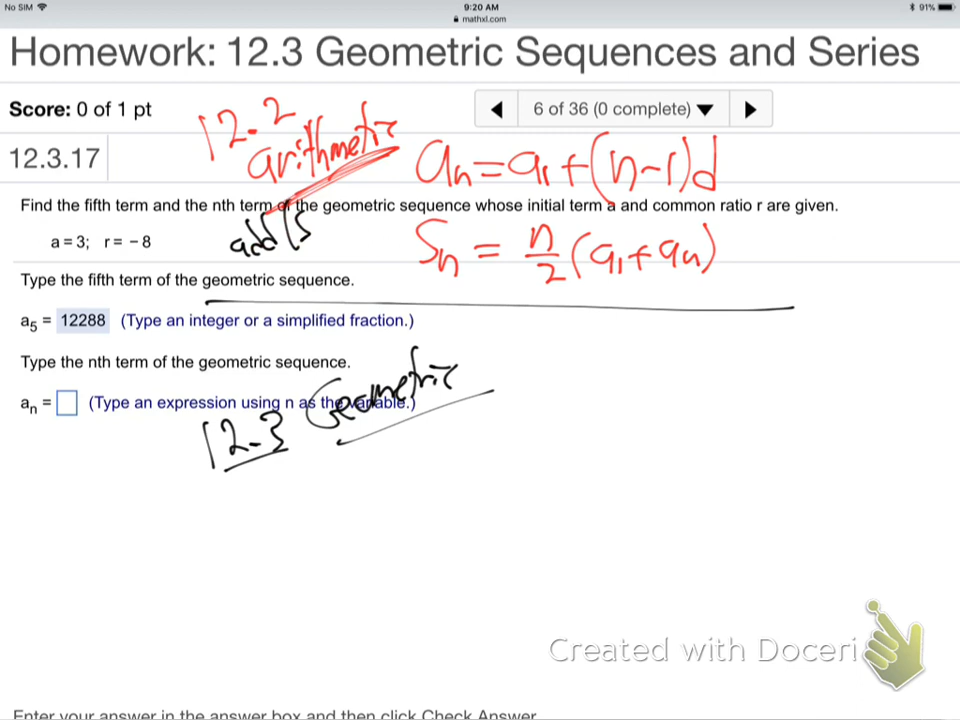 No SIM 9:20 AM 91%
mathxl.com
Homework: 12.3 Geometric Sequences and Series
Score: 0 of 1 pt 6 of 36 (0 complete)
12-2
arithmetic
12.3.17
an=a1+(n-1)d
Find the fifth term and the nth term of the geometric sequence whose initial term a and common ratio r are given.
a = 3; r = - 8
add
Sn = n/2 (a1+an)
Type the fifth term of the geometric sequence.
a5 = 12288 (Type an integer or a simplified fraction.)
Type the nth term of the geometric sequence.
an = (Type an expression using n as the variable.)
12-3 Geometric
Created with Doceri
Enter your answer in the answer box and then click Check Answer